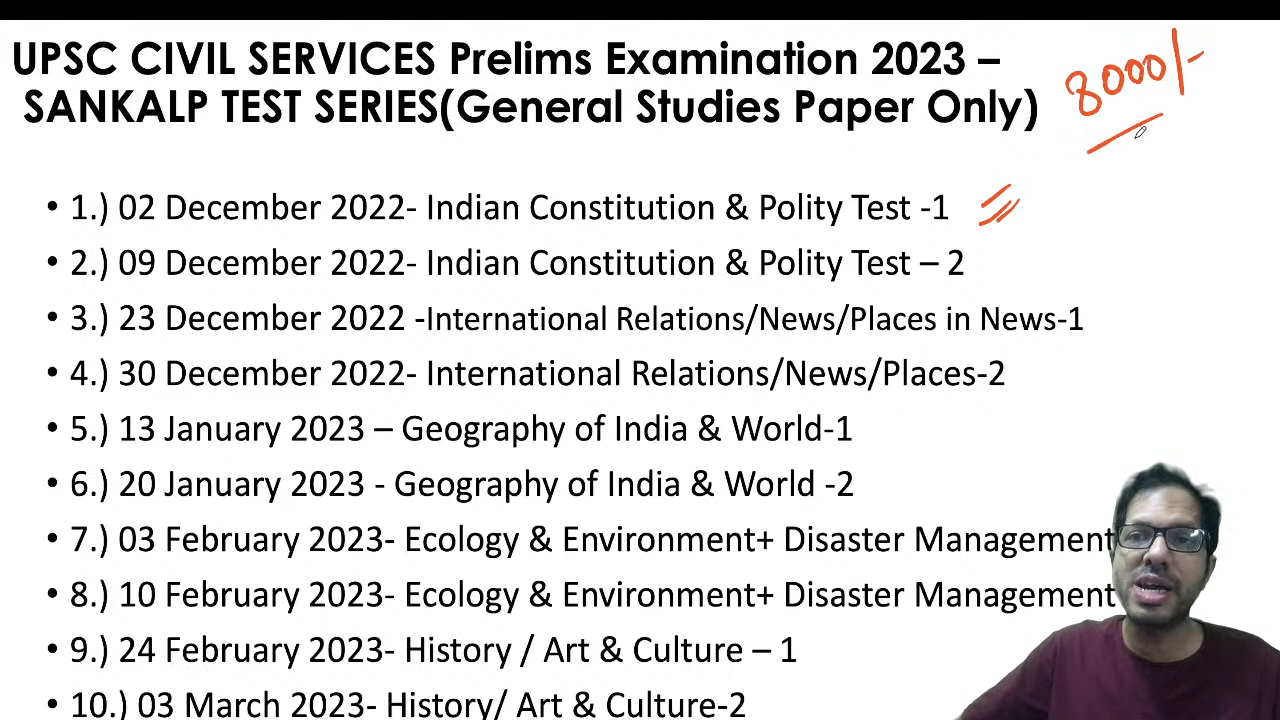 UPSC CIVIL SERVICES Prelims Examination 2023 –
SANKALP TEST SERIES(General Studies Paper Only)
8000/-
• 1.) 02 December 2022- Indian Constitution & Polity Test -1
• 2.) 09 December 2022- Indian Constitution & Polity Test – 2
• 3.) 23 December 2022 -International Relations/News/Places in News-1
• 4.) 30 December 2022- International Relations/News/Places-2
• 5.) 13 January 2023 – Geography of India & World-1
• 6.) 20 January 2023 - Geography of India & World -2
• 7.) 03 February 2023- Ecology & Environment+ Disaster Management
• 8.) 10 February 2023- Ecology & Environment+ Disaster Management
• 9.) 24 February 2023- History / Art & Culture – 1
• 10.) 03 March 2023- History/ Art & Culture-2